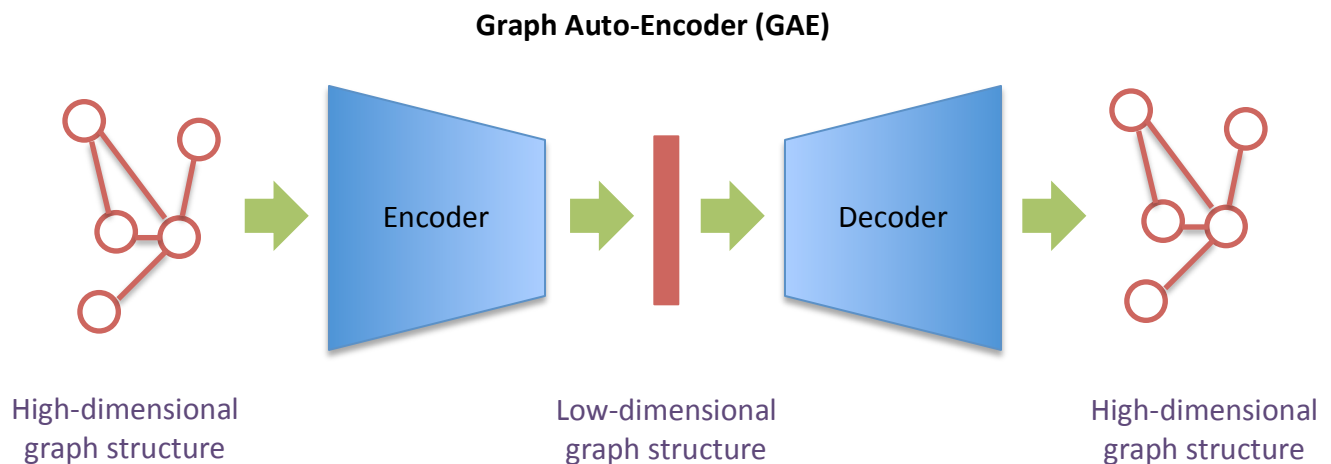 Graph Auto-Encoder (GAE)
Encoder
Decoder
High-dimensional
graph structure
Low-dimensional
graph structure
High-dimensional
graph structure